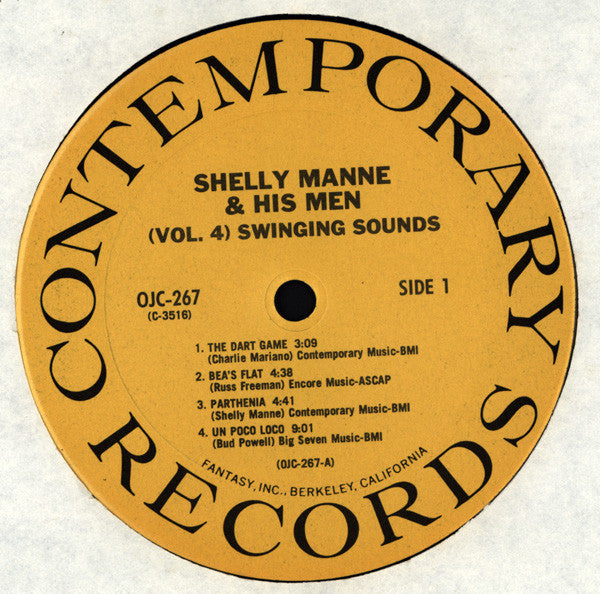 CONTEMPORARY
RECORDS
SHELLY MANNE
& HIS MEN
(VOL. 4) SWINGING SOUNDS
OJC-267
(C-3516)
SIDE 1
1. THE DART GAME 3:09
(Charlie Mariano) Contemporary Music-BMI
2. BEA'S FLAT 4:38
(Russ Freeman) Encore Music-ASCAP
3. PARTHENIA 4:41
(Shelly Manne) Contemporary Music-BMI
4. UN POCO LOCO 9:01
(Bud Powell) Big Seven Music-BMI
(OJC-267-A)
FANTASY, INC., BERKELEY, CALIFORNIA